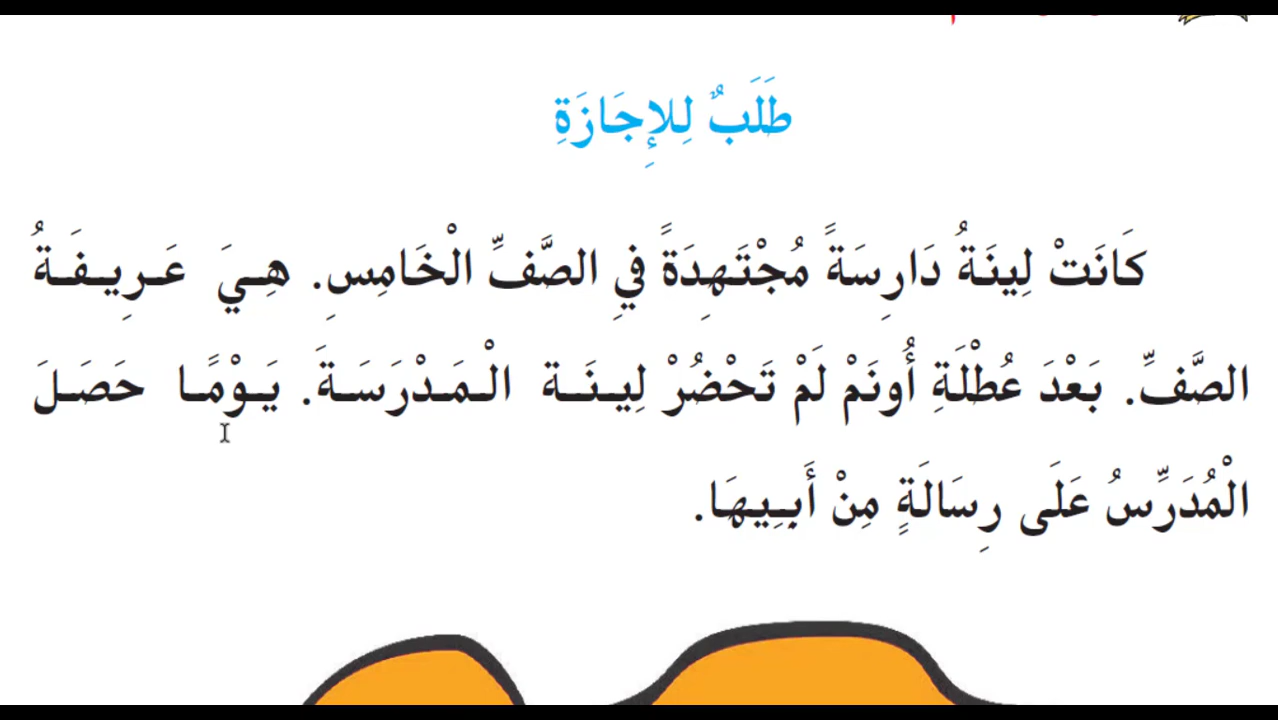 طَلَبٌ لِلإِجَازَةِ
كَانَتْ لِينَةُ دَارِسَةً مُجْتَهِدَةً فِي الصَّفِّ الْخَامِسِ. هِيَ عَرِيفَةُ
الصَّفِّ. بَعْدَ عُطْلَةِ أُونَمْ لَمْ تَحْضُرْ لِينَة الْمَدْرَسَةَ. يَوْمًا حَصَلَ
الْمُدَرِّسُ عَلَى رِسَالَةٍ مِنْ أَبِيهَا.